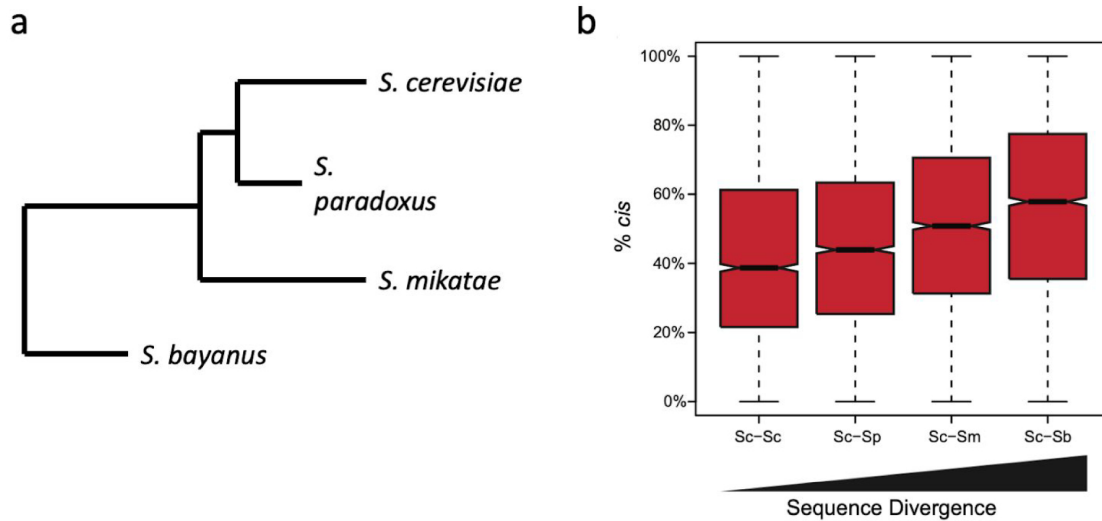 a
S. cerevisiae
S.
paradoxus
S. mikatae
S. bayanus
b
100%
80%
60%
40%
20%
0%
% cis
Sc-Sc Sc-Sp Sc-Sm Sc-Sb
Sequence Divergence